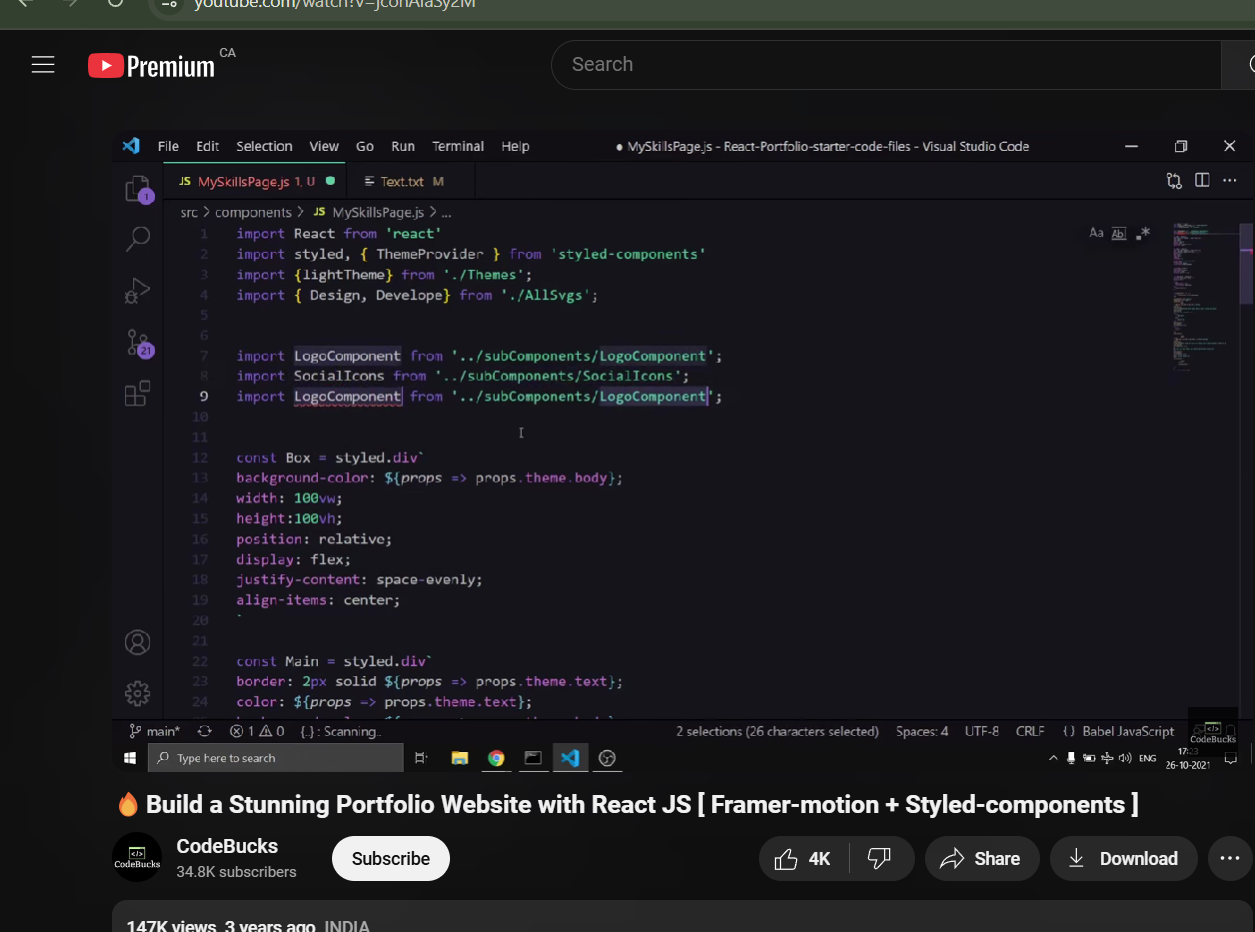 youtube.com/watch?v=jconAla3y2M
Premium CA
Search
File Edit Selection View Go Run Terminal Help
● MySkillsPage.js - React-Portfolio-starter-code-files - Visual Studio Code
JS MySkillsPage.js 1, U ● Text.txt M
src > components > JS MySkillsPage.js > ...
Aa Ab .*
1 import React from 'react'
2 import styled, { ThemeProvider } from 'styled-components'
3 import {lightTheme} from './Themes';
4 import { Design, Develope} from './AllSvgs';
5
6
7 import LogoComponent from '../subComponents/LogoComponent';
8 import SocialIcons from '../subComponents/SocialIcons';
9 import LogoComponent from '../subComponents/LogoComponent';
10
11
12 const Box = styled.div`
13 background-color: ${props => props.theme.body};
14 width: 100vw;
15 height:100vh;
16 position: relative;
17 display: flex;
18 justify-content: space-evenly;
19 align-items: center;
20 `
21
22 const Main = styled.div`
23 border: 2px solid ${props => props.theme.text};
24 color: ${props => props.theme.text};
1
21
main* 1 0 {..} : Scanning.. 2 selections (26 characters selected) Spaces: 4 UTF-8 CRLF {} Babel JavaScript
</> CodeBucks
Type here to search
ENG 17:23
26-10-2021
🔥 Build a Stunning Portfolio Website with React JS [ Framer-motion + Styled-components ]
</> CodeBucks
CodeBucks
34.8K subscribers
Subscribe
4K
Share
Download
147K views 3 years ago INDIA